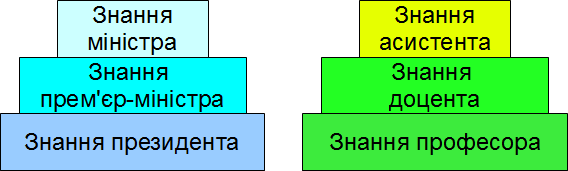 Знання
міністра
Знання
прем'єр-міністра
Знання президента
Знання
асистента
Знання
доцента
Знання професора